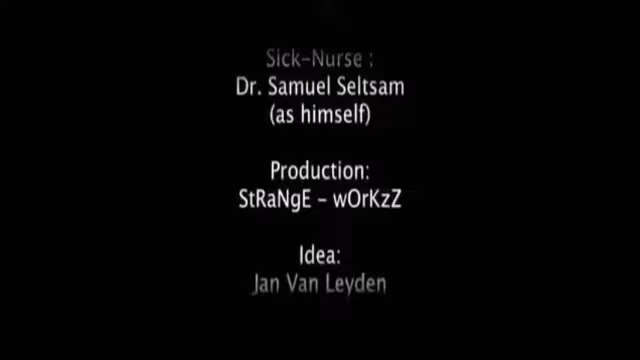 Sick-Nurse :
Dr. Samuel Seltsam
(as himself)
Production:
StRaNgE - wOrKzZ
Idea:
Jan Van Leyden